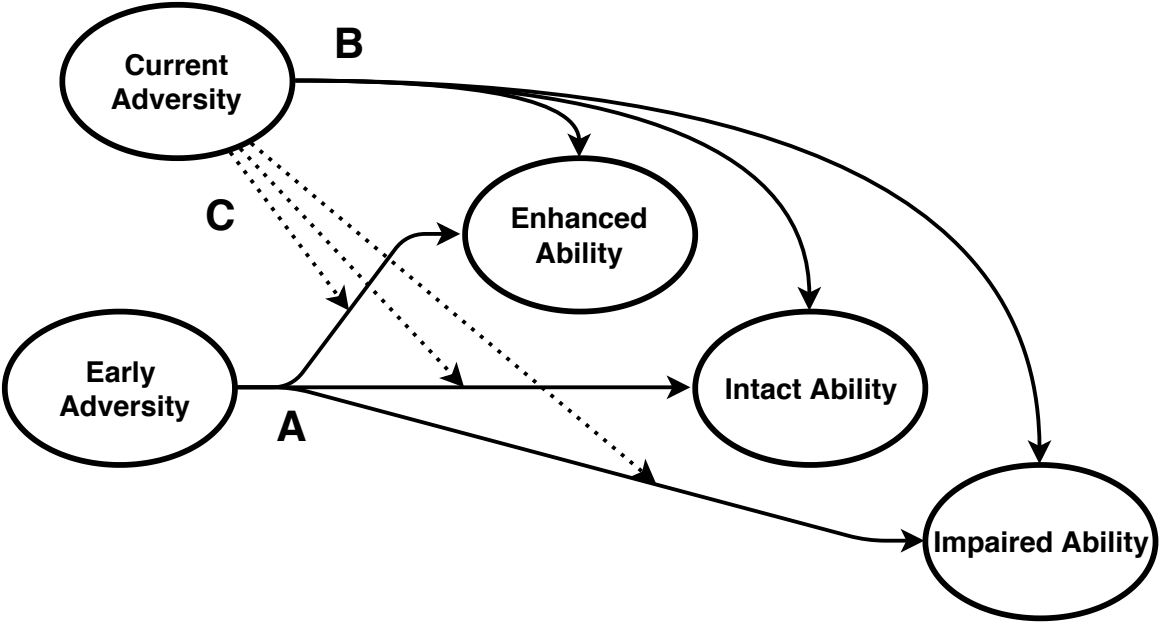 B
Current
Adversity
C
Enhanced
Ability
Early
Adversity
A
Intact Ability
Impaired Ability